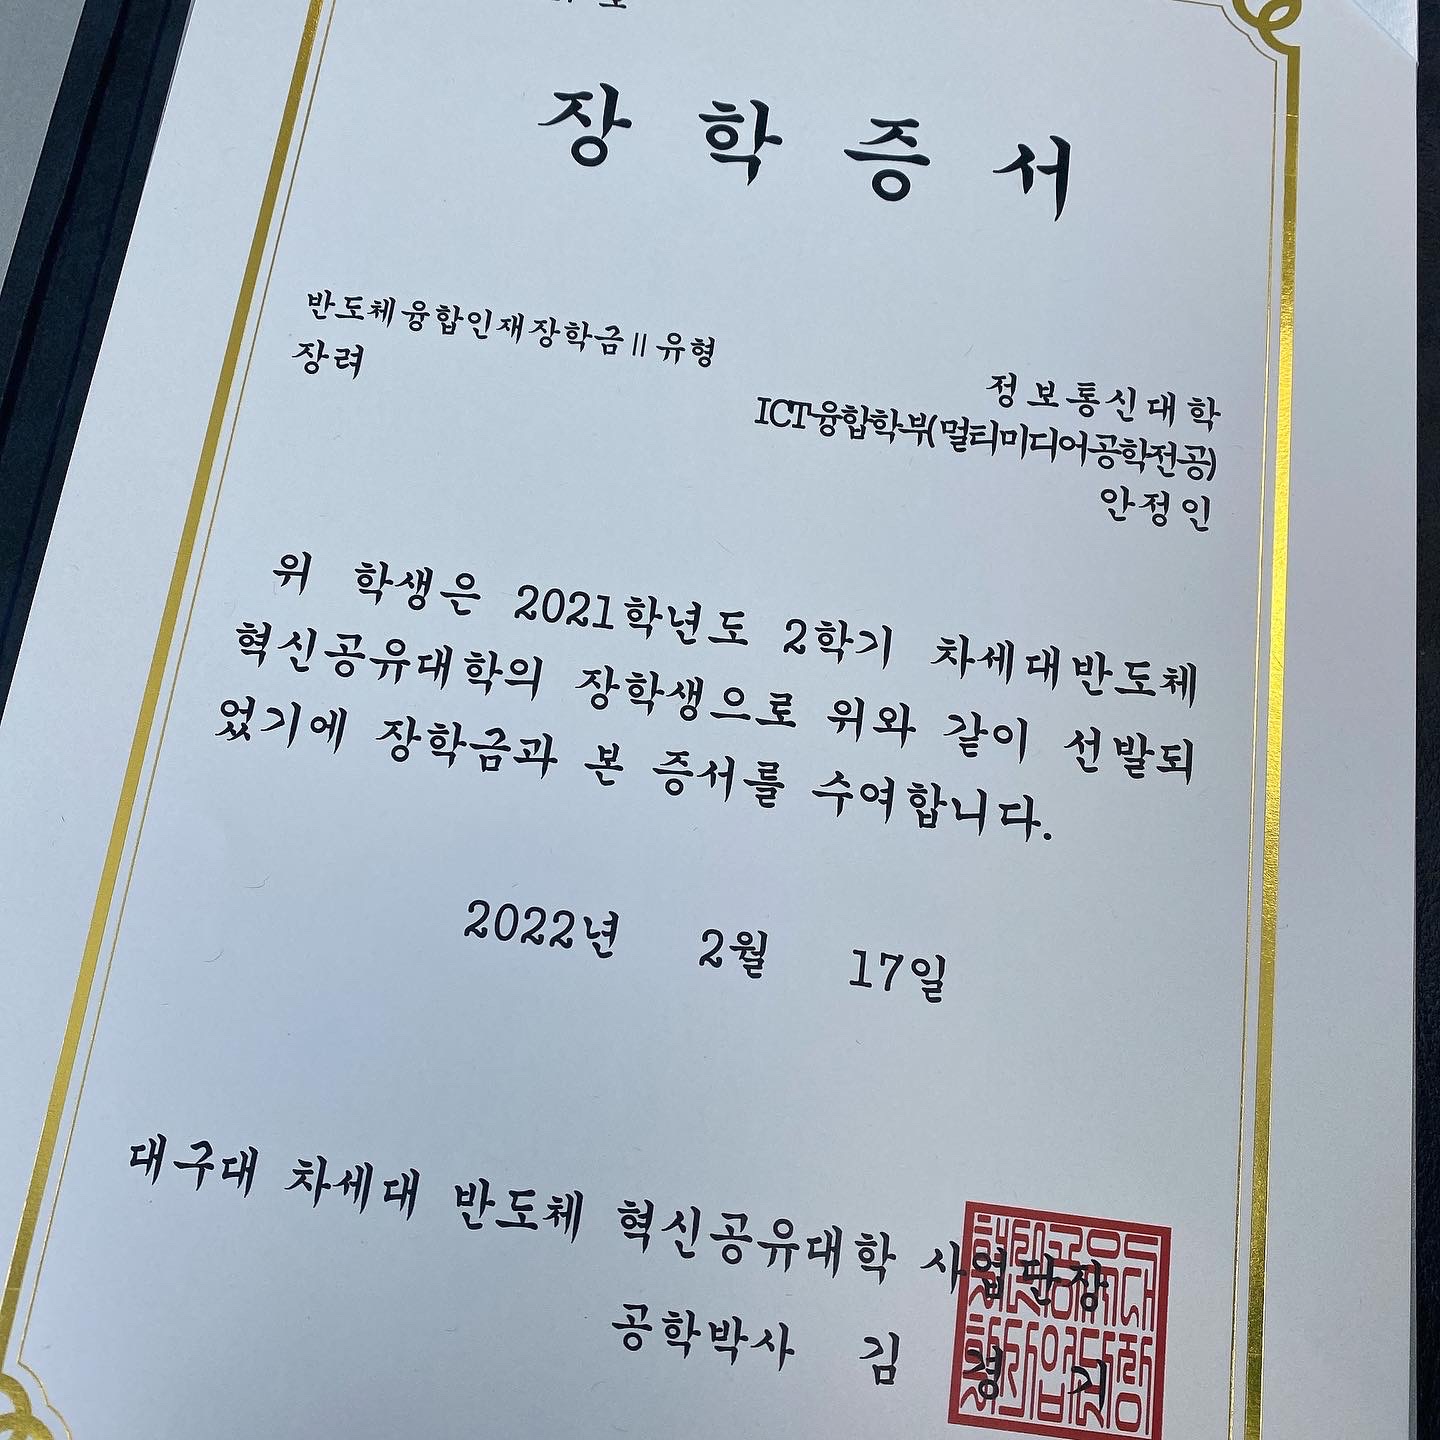 장 학 증 서
반도체융합인재장학금Ⅱ유형
장려
정보통신대학
ICT융합학부(멀티미디어공학전공)
안정인
위 학생은 2021학년도 2학기 차세대반도체
혁신공유대학의 장학생으로 위와 같이 선발되
었기에 장학금과 본 증서를 수여합니다.
2022년 2월 17일
대구대 차세대 반도체 혁신공유대학 사업단장
공학박사 김 경 기